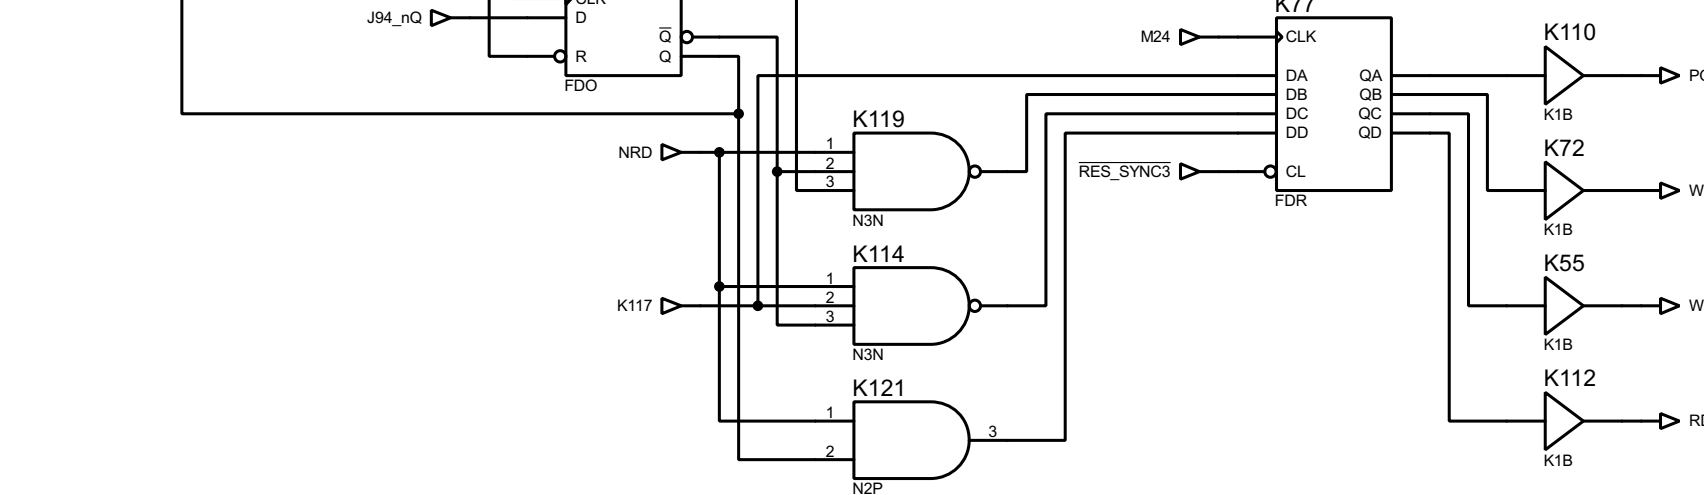 K77
J94_nQ
D
Q
R
Q
FDO
M24
CLK
K110
DA
QA
DB
QB
DC
QC
DD
QD
K1B
K119
NRD
1
2
3
N3N
RES_SYNC3
CL
FDR
K72
K1B
K114
K117
1
2
3
N3N
K55
K1B
K121
1
2
3
N2P
K112
K1B